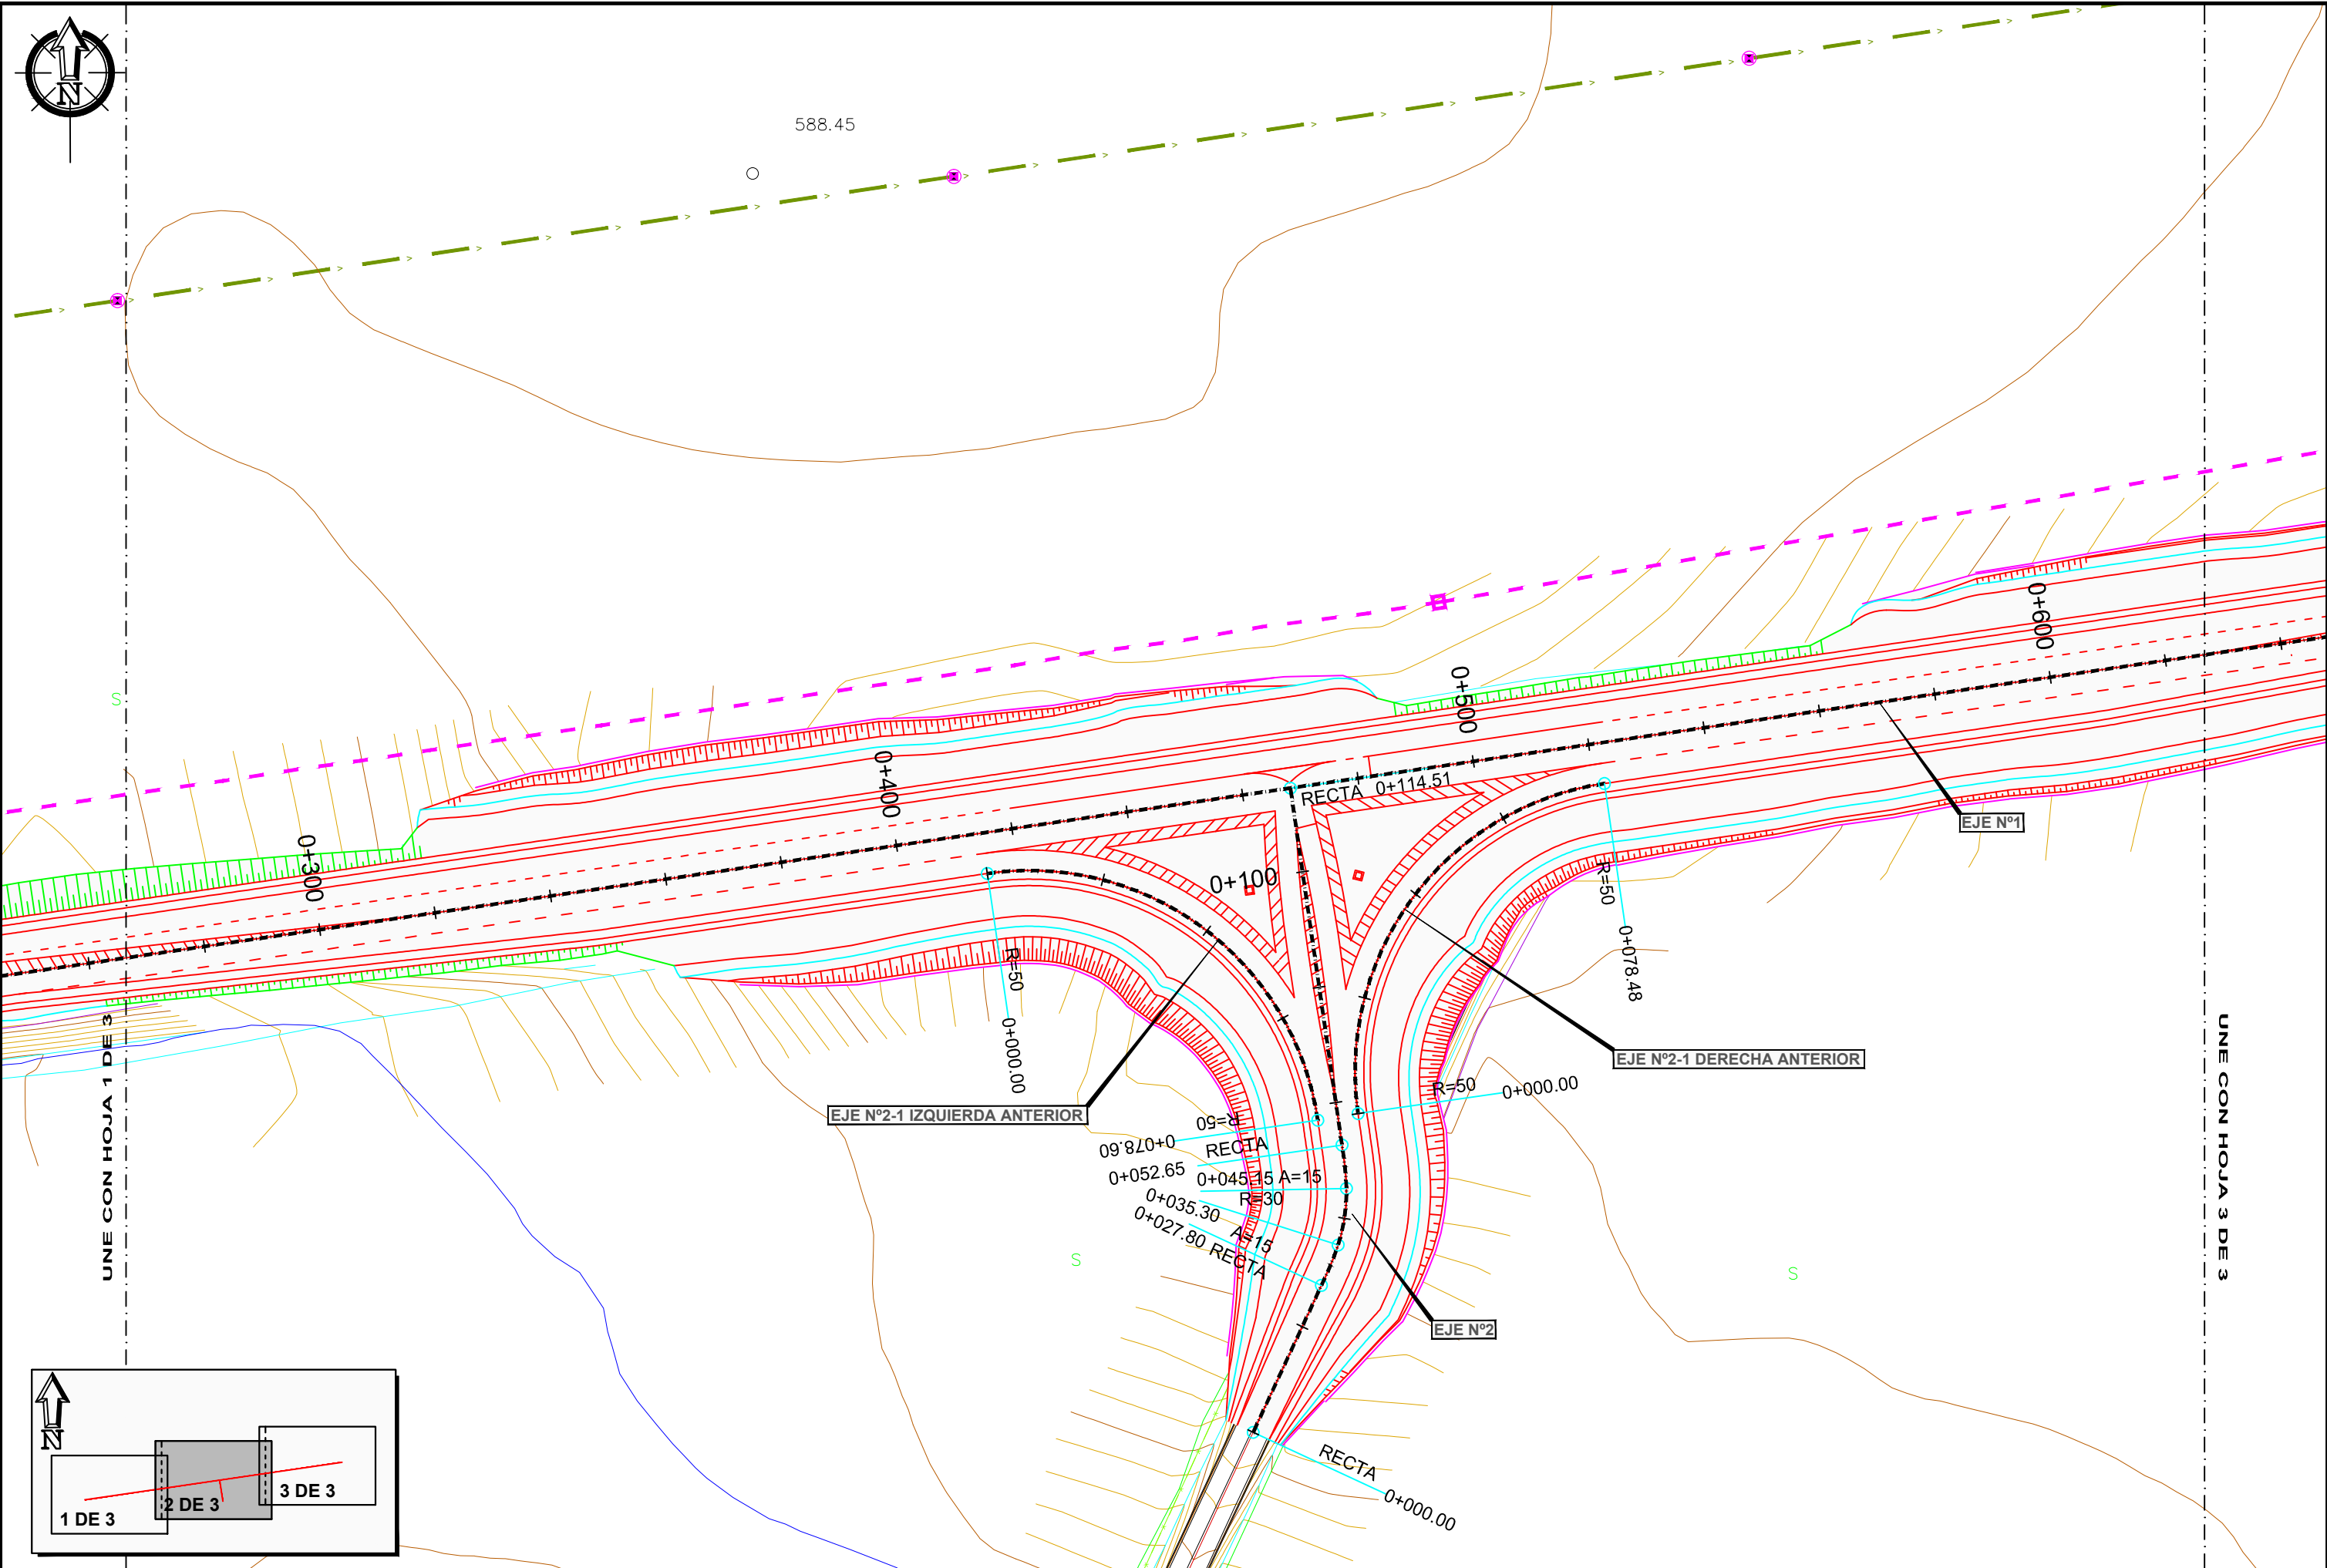 N
588.45
S
0+600
0+500
0+400
0+300
RECTA 0+114.51
EJE Nº1
0+100
R=50
0+078.48
R=50
0+000.00
EJE Nº2-1 DERECHA ANTERIOR
R=50
0+000.00
EJE Nº2-1 IZQUIERDA ANTERIOR
R=50
0+078.60
RECTA
0+052.65
0+045.15 A=15
R=30
0+035.30
A=15
0+027.80 RECTA
UNE CON HOJA 1 DE 3
UNE CON HOJA 3 DE 3
S
S
EJE Nº2
RECTA
0+000.00
N
1 DE 3
2 DE 3
3 DE 3